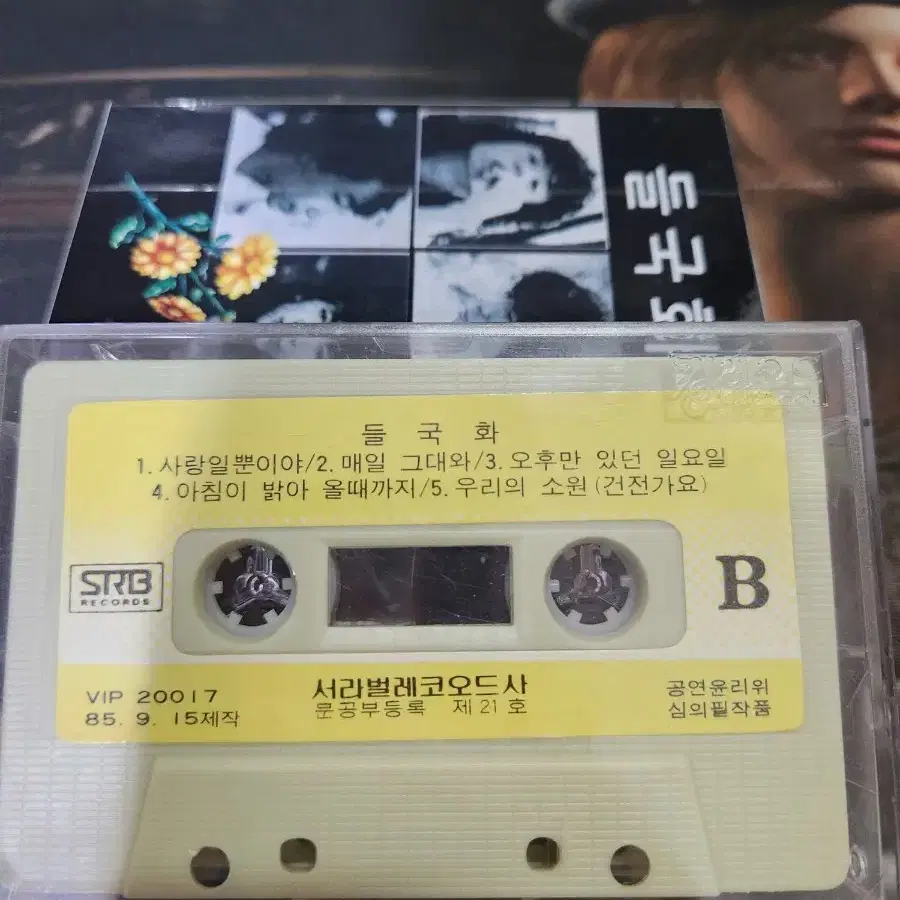 들국화
들 국 화
1. 사랑일뿐이야/2. 매일 그대와/3. 오후만 있던 일요일
4. 아침이 밝아 올때까지/5. 우리의 소원(건전가요)
SRB
RECORDS
B
VIP 20017
85. 9. 15제작
서라벌레코오드사
문공부등록 제21호
공연윤리위
심의필작품